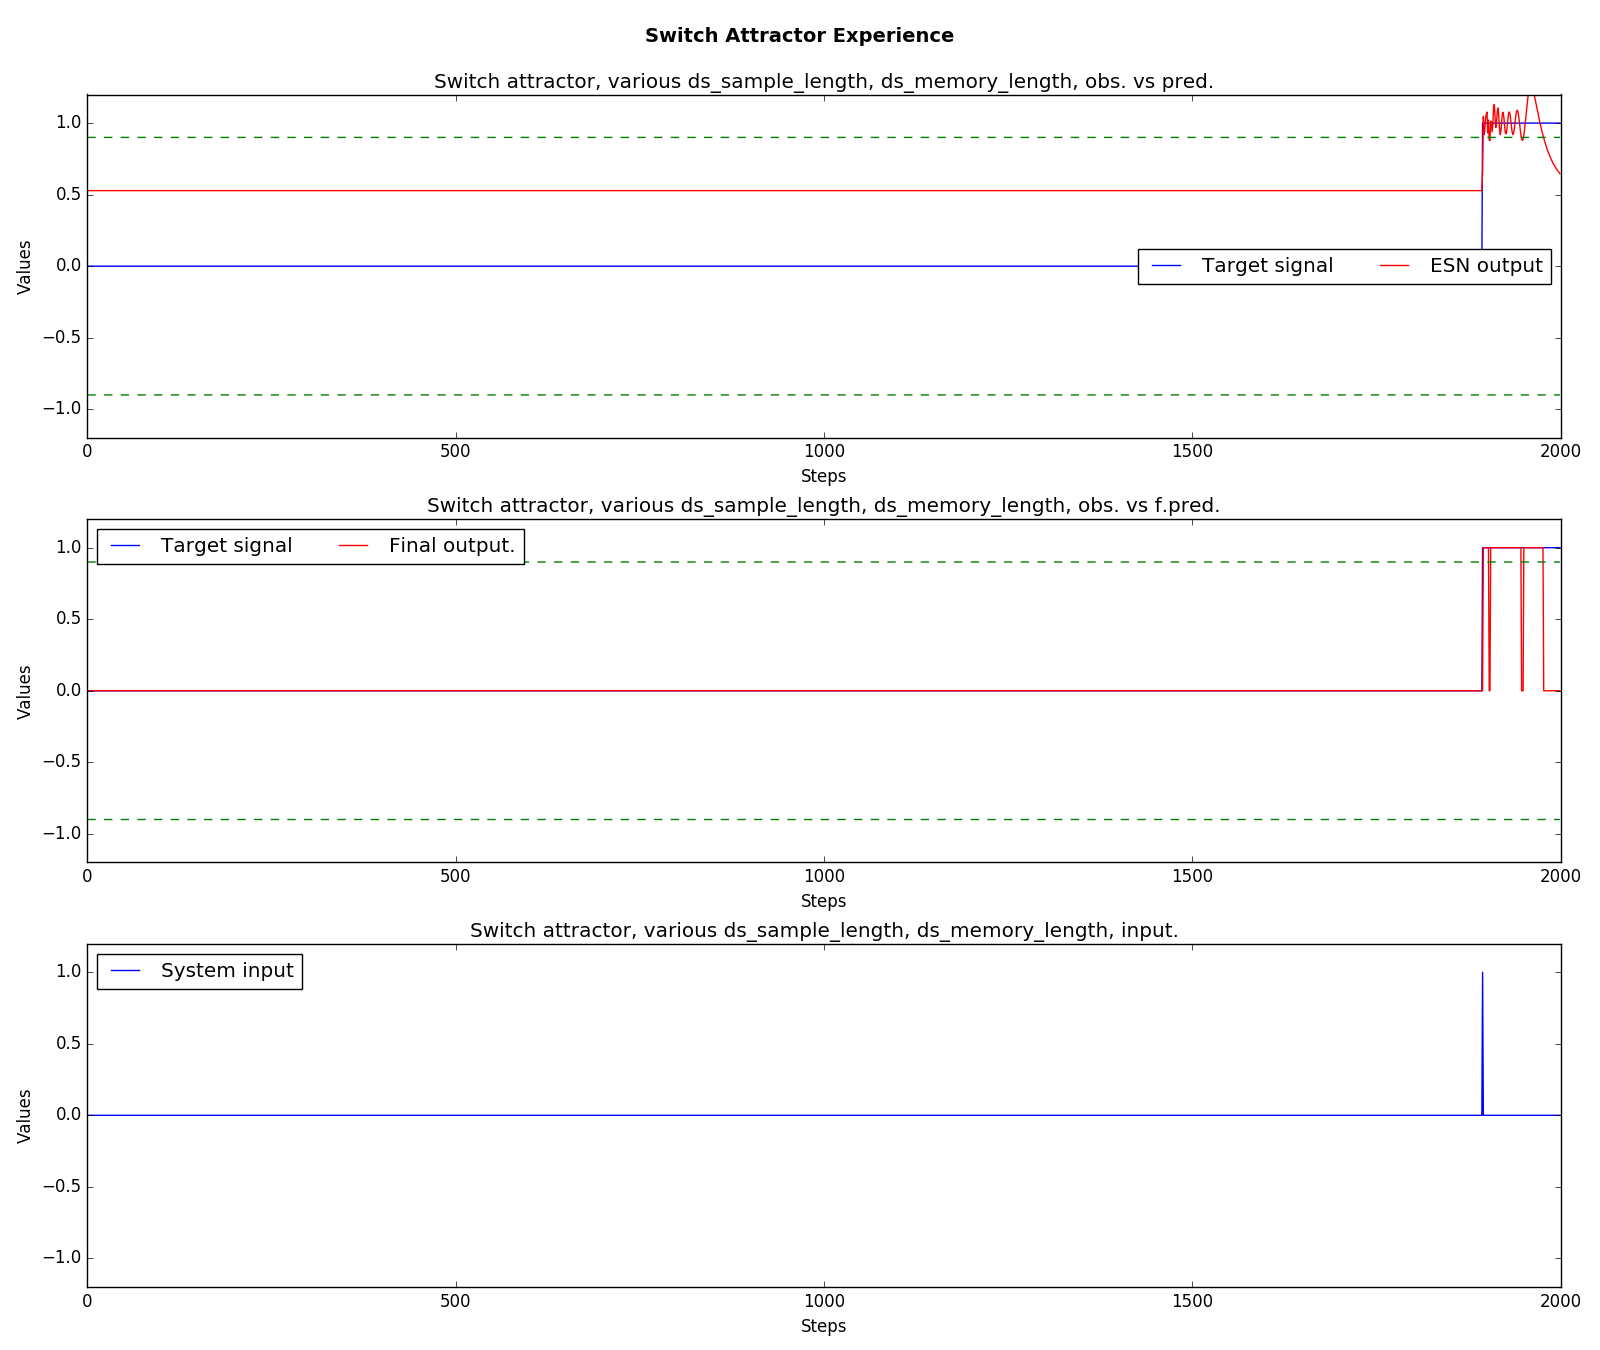 Switch Attractor Experience
Switch attractor, various ds_sample_length, ds_memory_length, obs. vs pred.
1.0
0.5
0.0
−0.5
−1.0
Values
Target signal ESN output
0 500 1000 1500 2000
Steps
Switch attractor, various ds_sample_length, ds_memory_length, obs. vs f.pred.
Target signal Final output.
1.0
0.5
0.0
−0.5
−1.0
Values
0 500 1000 1500 2000
Steps
Switch attractor, various ds_sample_length, ds_memory_length, input.
System input
1.0
0.5
0.0
−0.5
−1.0
Values
0 500 1000 1500 2000
Steps